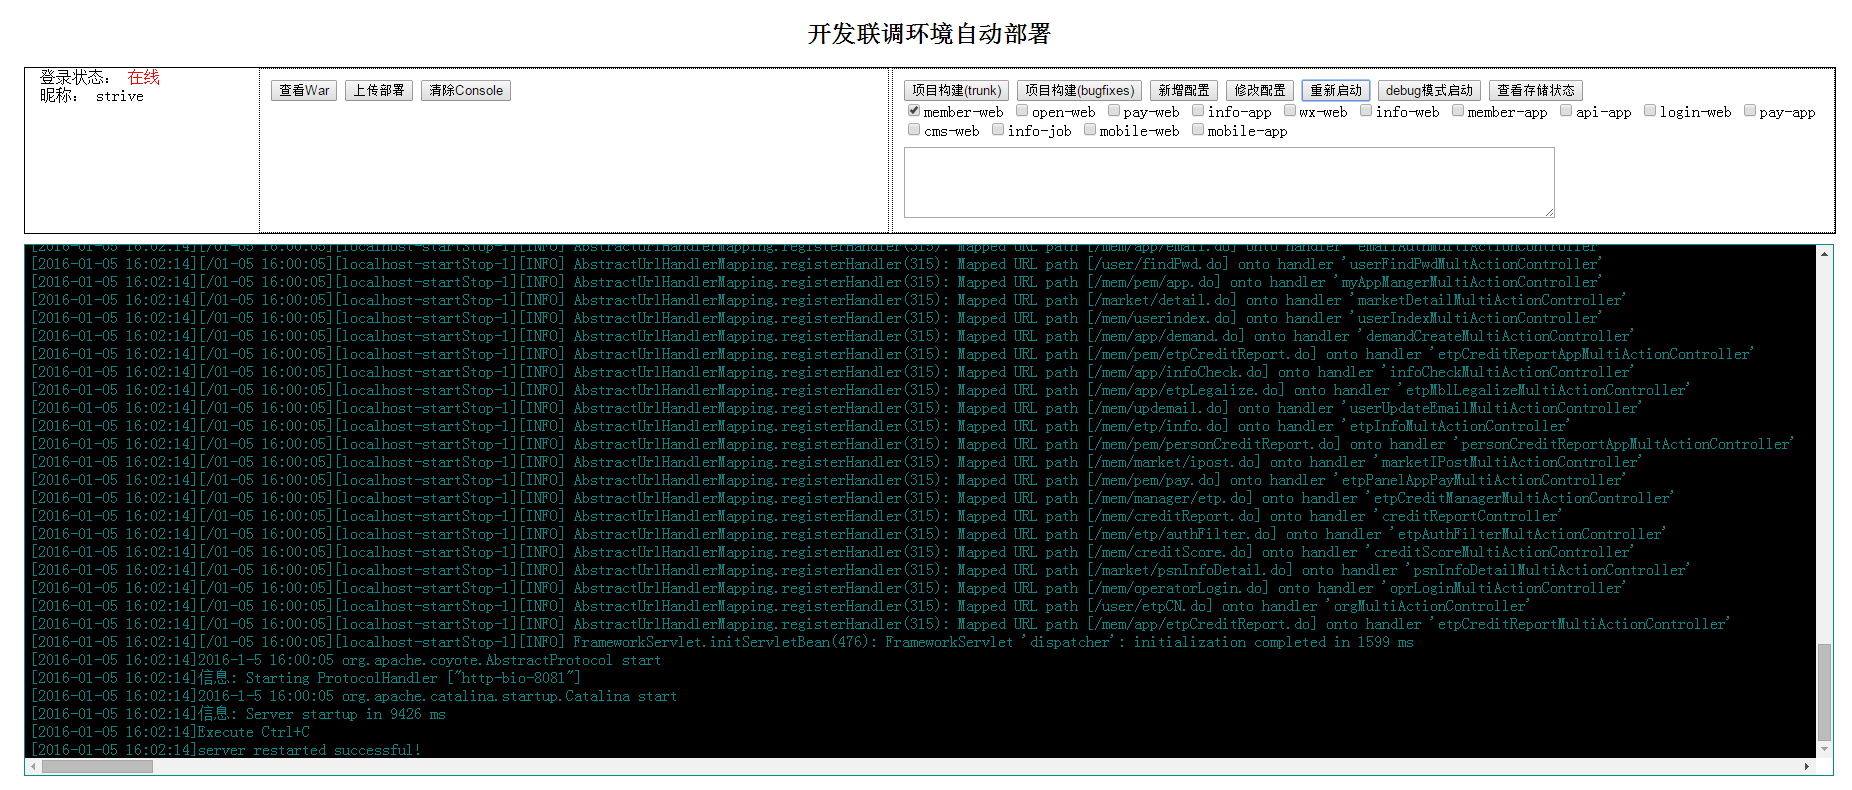 开发联调环境自动部署
登录状态： 在线
昵称： strive
查看War 上传部署 清除Console
项目构建(trunk) 项目构建(bugfixes) 新增配置 修改配置 重新启动 debug模式启动 查看存储状态
member-web open-web pay-web info-app wx-web info-web member-app api-app login-web pay-app
cms-web info-job mobile-web mobile-app
[2016-01-05 16:02:14][/01-05 16:00:05][localhost-startStop-1][INFO] AbstractUrlHandlerMapping.registerHandler(315): Mapped URL path [/mem/app/email.do] onto handler 'emailAuthMultiActionController'
[2016-01-05 16:02:14][/01-05 16:00:05][localhost-startStop-1][INFO] AbstractUrlHandlerMapping.registerHandler(315): Mapped URL path [/user/findPwd.do] onto handler 'userFindPwdMultActionController'
[2016-01-05 16:02:14][/01-05 16:00:05][localhost-startStop-1][INFO] AbstractUrlHandlerMapping.registerHandler(315): Mapped URL path [/mem/pem/app.do] onto handler 'myAppMangerMultiActionController'
[2016-01-05 16:02:14][/01-05 16:00:05][localhost-startStop-1][INFO] AbstractUrlHandlerMapping.registerHandler(315): Mapped URL path [/market/detail.do] onto handler 'marketDetailMultiActionController'
[2016-01-05 16:02:14][/01-05 16:00:05][localhost-startStop-1][INFO] AbstractUrlHandlerMapping.registerHandler(315): Mapped URL path [/mem/userindex.do] onto handler 'userIndexMultiActionController'
[2016-01-05 16:02:14][/01-05 16:00:05][localhost-startStop-1][INFO] AbstractUrlHandlerMapping.registerHandler(315): Mapped URL path [/mem/app/demand.do] onto handler 'demandCreateMultiActionController'
[2016-01-05 16:02:14][/01-05 16:00:05][localhost-startStop-1][INFO] AbstractUrlHandlerMapping.registerHandler(315): Mapped URL path [/mem/pem/etpCreditReport.do] onto handler 'etpCreditReportAppMultiActionController'
[2016-01-05 16:02:14][/01-05 16:00:05][localhost-startStop-1][INFO] AbstractUrlHandlerMapping.registerHandler(315): Mapped URL path [/mem/app/infoCheck.do] onto handler 'infoCheckMultiActionController'
[2016-01-05 16:02:14][/01-05 16:00:05][localhost-startStop-1][INFO] AbstractUrlHandlerMapping.registerHandler(315): Mapped URL path [/mem/app/etpLegalize.do] onto handler 'etpMblLegalizeMultiActionController'
[2016-01-05 16:02:14][/01-05 16:00:05][localhost-startStop-1][INFO] AbstractUrlHandlerMapping.registerHandler(315): Mapped URL path [/mem/updemail.do] onto handler 'userUpdateEmailMultiActionController'
[2016-01-05 16:02:14][/01-05 16:00:05][localhost-startStop-1][INFO] AbstractUrlHandlerMapping.registerHandler(315): Mapped URL path [/mem/etp/info.do] onto handler 'etpInfoMultActionController'
[2016-01-05 16:02:14][/01-05 16:00:05][localhost-startStop-1][INFO] AbstractUrlHandlerMapping.registerHandler(315): Mapped URL path [/mem/pem/personCreditReport.do] onto handler 'personCreditReportAppMultActionController'
[2016-01-05 16:02:14][/01-05 16:00:05][localhost-startStop-1][INFO] AbstractUrlHandlerMapping.registerHandler(315): Mapped URL path [/mem/market/ipost.do] onto handler 'marketIPostMultiActionController'
[2016-01-05 16:02:14][/01-05 16:00:05][localhost-startStop-1][INFO] AbstractUrlHandlerMapping.registerHandler(315): Mapped URL path [/mem/pem/pay.do] onto handler 'etpPanelAppPayMultiActionController'
[2016-01-05 16:02:14][/01-05 16:00:05][localhost-startStop-1][INFO] AbstractUrlHandlerMapping.registerHandler(315): Mapped URL path [/mem/manager/etp.do] onto handler 'etpCreditManagerMultiActionController'
[2016-01-05 16:02:14][/01-05 16:00:05][localhost-startStop-1][INFO] AbstractUrlHandlerMapping.registerHandler(315): Mapped URL path [/mem/creditReport.do] onto handler 'creditReportController'
[2016-01-05 16:02:14][/01-05 16:00:05][localhost-startStop-1][INFO] AbstractUrlHandlerMapping.registerHandler(315): Mapped URL path [/mem/etp/authFilter.do] onto handler 'etpAuthFilterMultiActionController'
[2016-01-05 16:02:14][/01-05 16:00:05][localhost-startStop-1][INFO] AbstractUrlHandlerMapping.registerHandler(315): Mapped URL path [/mem/creditScore.do] onto handler 'creditScoreMultiActionController'
[2016-01-05 16:02:14][/01-05 16:00:05][localhost-startStop-1][INFO] AbstractUrlHandlerMapping.registerHandler(315): Mapped URL path [/market/psnInfoDetail.do] onto handler 'psnInfoDetailMultiActionController'
[2016-01-05 16:02:14][/01-05 16:00:05][localhost-startStop-1][INFO] AbstractUrlHandlerMapping.registerHandler(315): Mapped URL path [/mem/operatorLogin.do] onto handler 'oprLoginMultiActionController'
[2016-01-05 16:02:14][/01-05 16:00:05][localhost-startStop-1][INFO] AbstractUrlHandlerMapping.registerHandler(315): Mapped URL path [/user/etpCN.do] onto handler 'orgMultiActionController'
[2016-01-05 16:02:14][/01-05 16:00:05][localhost-startStop-1][INFO] AbstractUrlHandlerMapping.registerHandler(315): Mapped URL path [/mem/app/etpCreditReport.do] onto handler 'etpCreditReportMultiActionController'
[2016-01-05 16:02:14][/01-05 16:00:05][localhost-startStop-1][INFO] FrameworkServlet.initServletBean(476): FrameworkServlet 'dispatcher': initialization completed in 1599 ms
[2016-01-05 16:02:14]2016-1-5 16:00:05 org.apache.coyote.AbstractProtocol start
[2016-01-05 16:02:14]信息: Starting ProtocolHandler ["http-bio-8081"]
[2016-01-05 16:02:14]2016-1-5 16:00:05 org.apache.catalina.startup.Catalina start
[2016-01-05 16:02:14]信息: Server startup in 9426 ms
[2016-01-05 16:02:14]Execute Ctrl+C
[2016-01-05 16:02:14]server restarted successful!